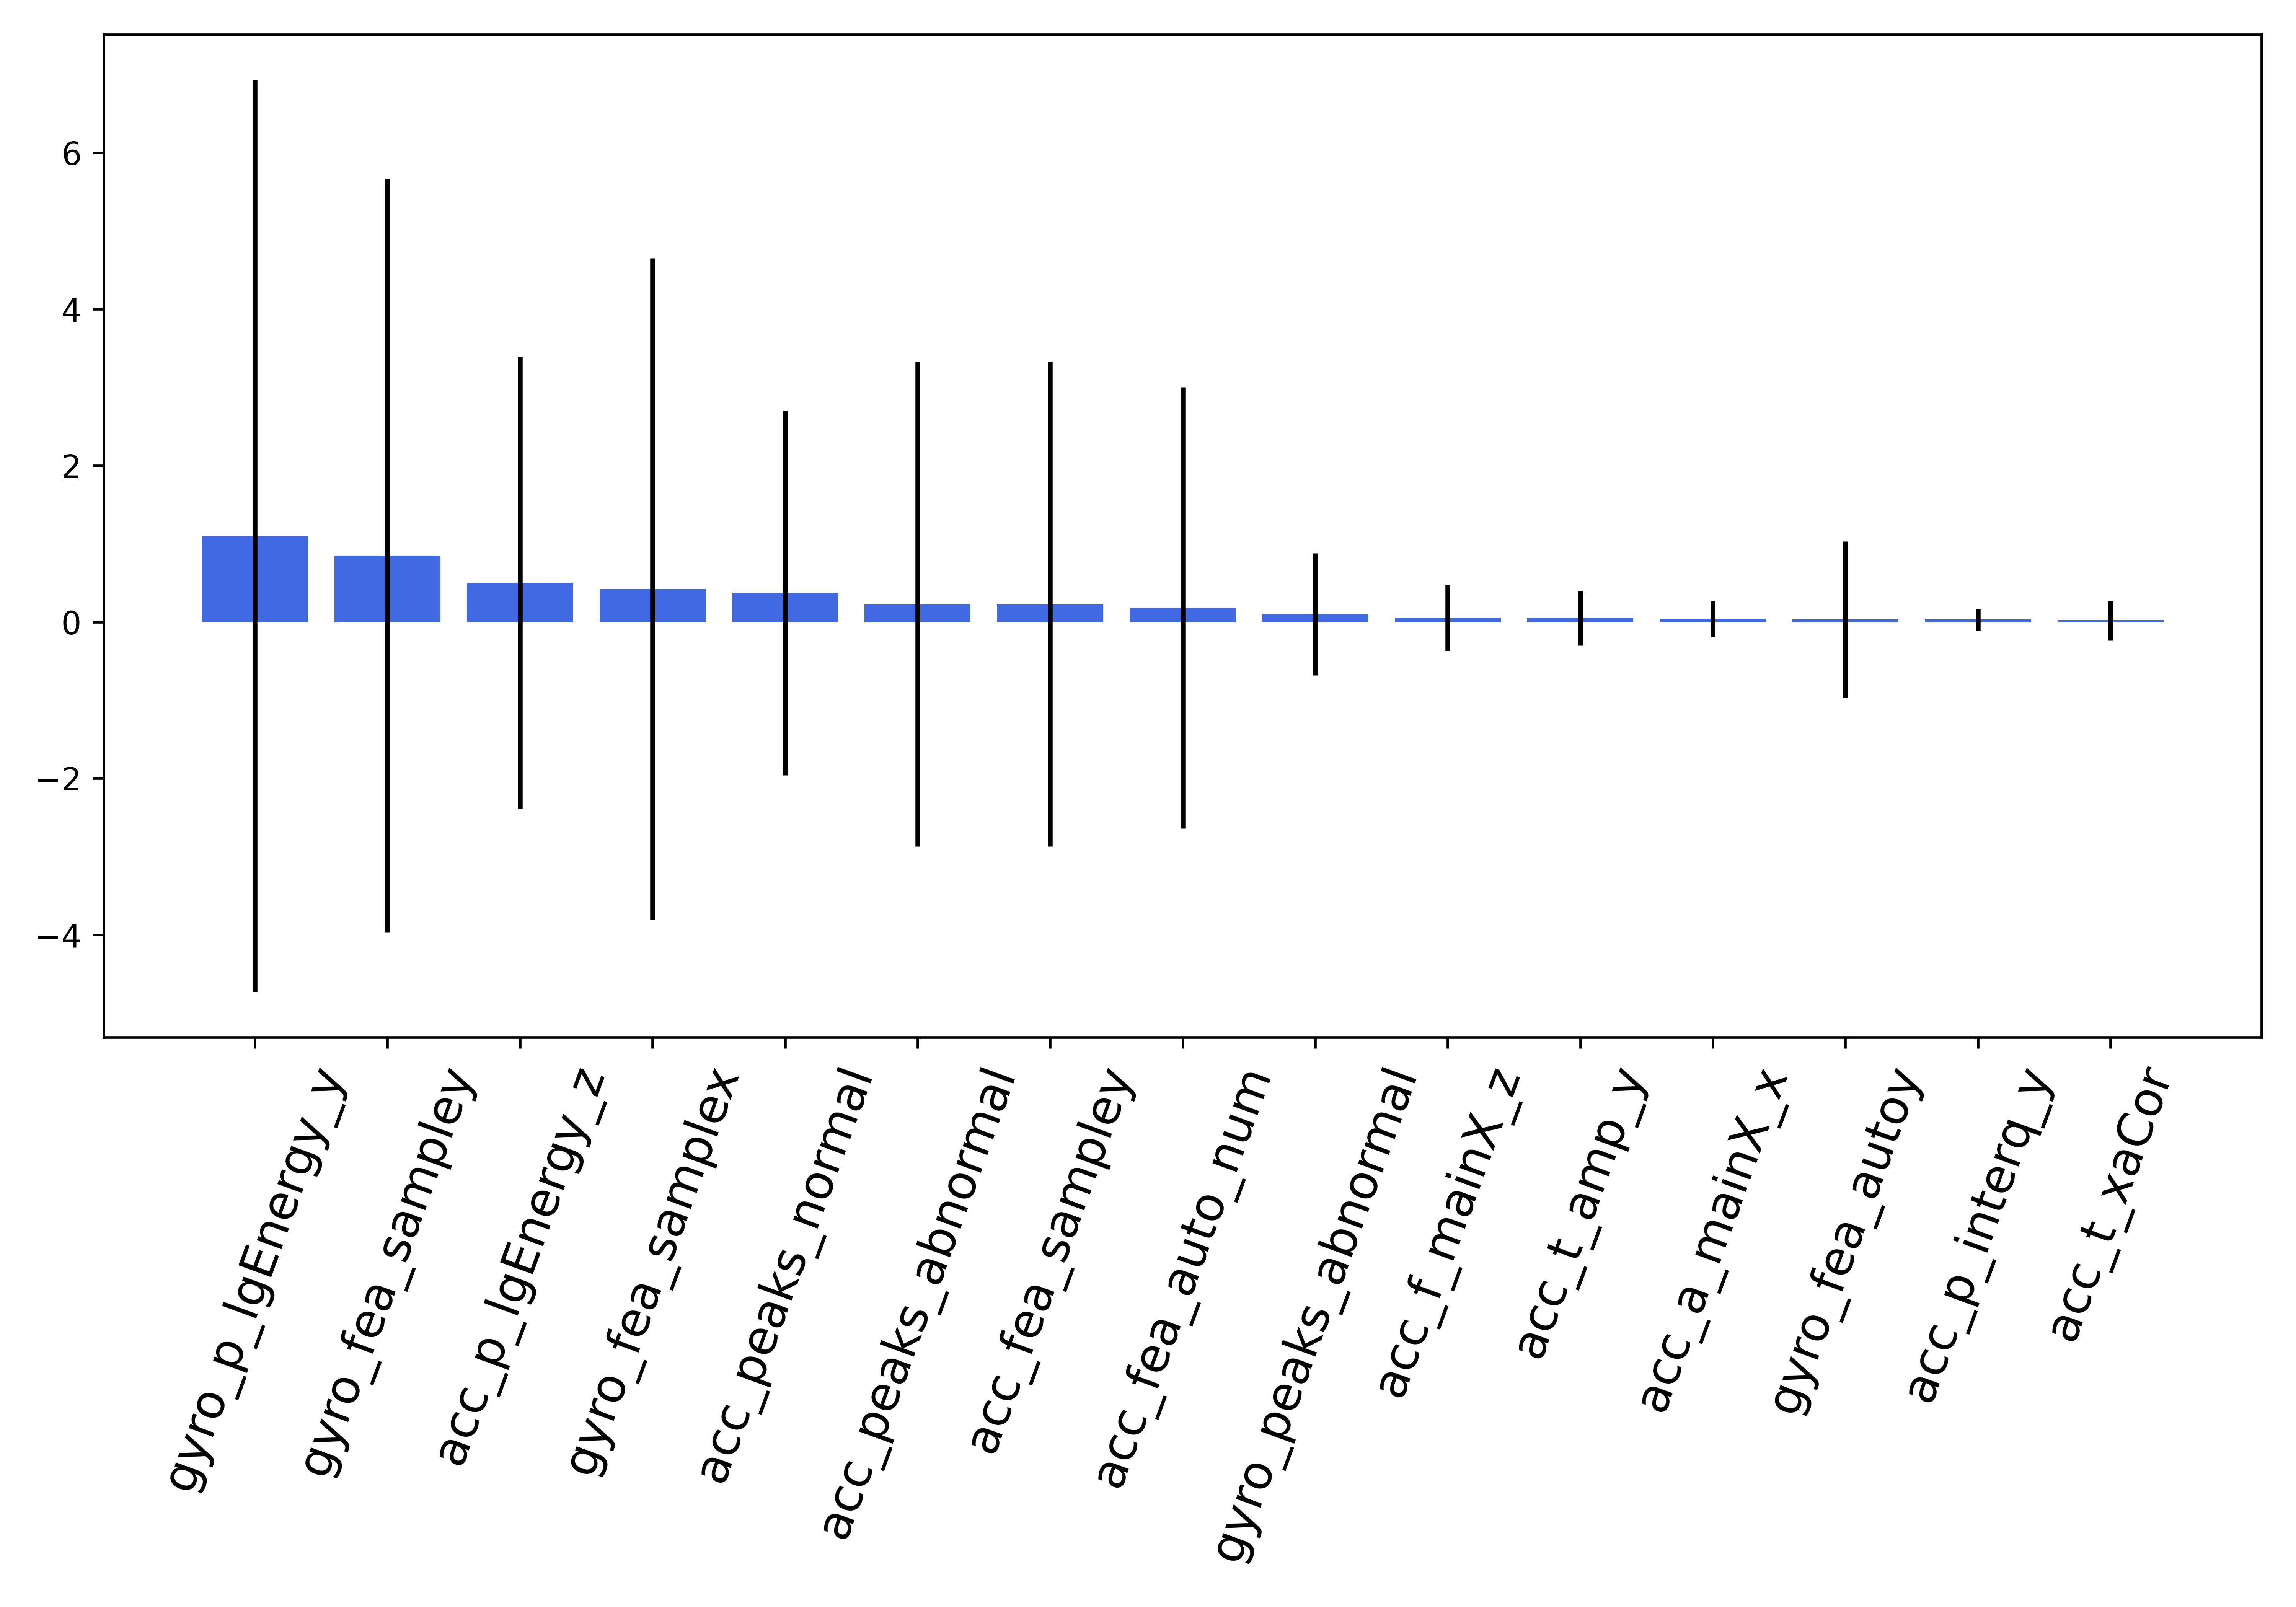 6
4
2
0
−2
−4
gyro_p_lgEnergy_y
gyro_fea_sampley
acc_p_lgEnergy_z
gyro_fea_samplex
acc_peaks_normal
acc_peaks_abnormal
acc_fea_sampley
acc_fea_auto_num
gyro_peaks_abnormal
acc_f_mainX_z
acc_t_amp_y
acc_a_mainX_x
gyro_fea_autoy
acc_p_interq_y
acc_t_xaCor